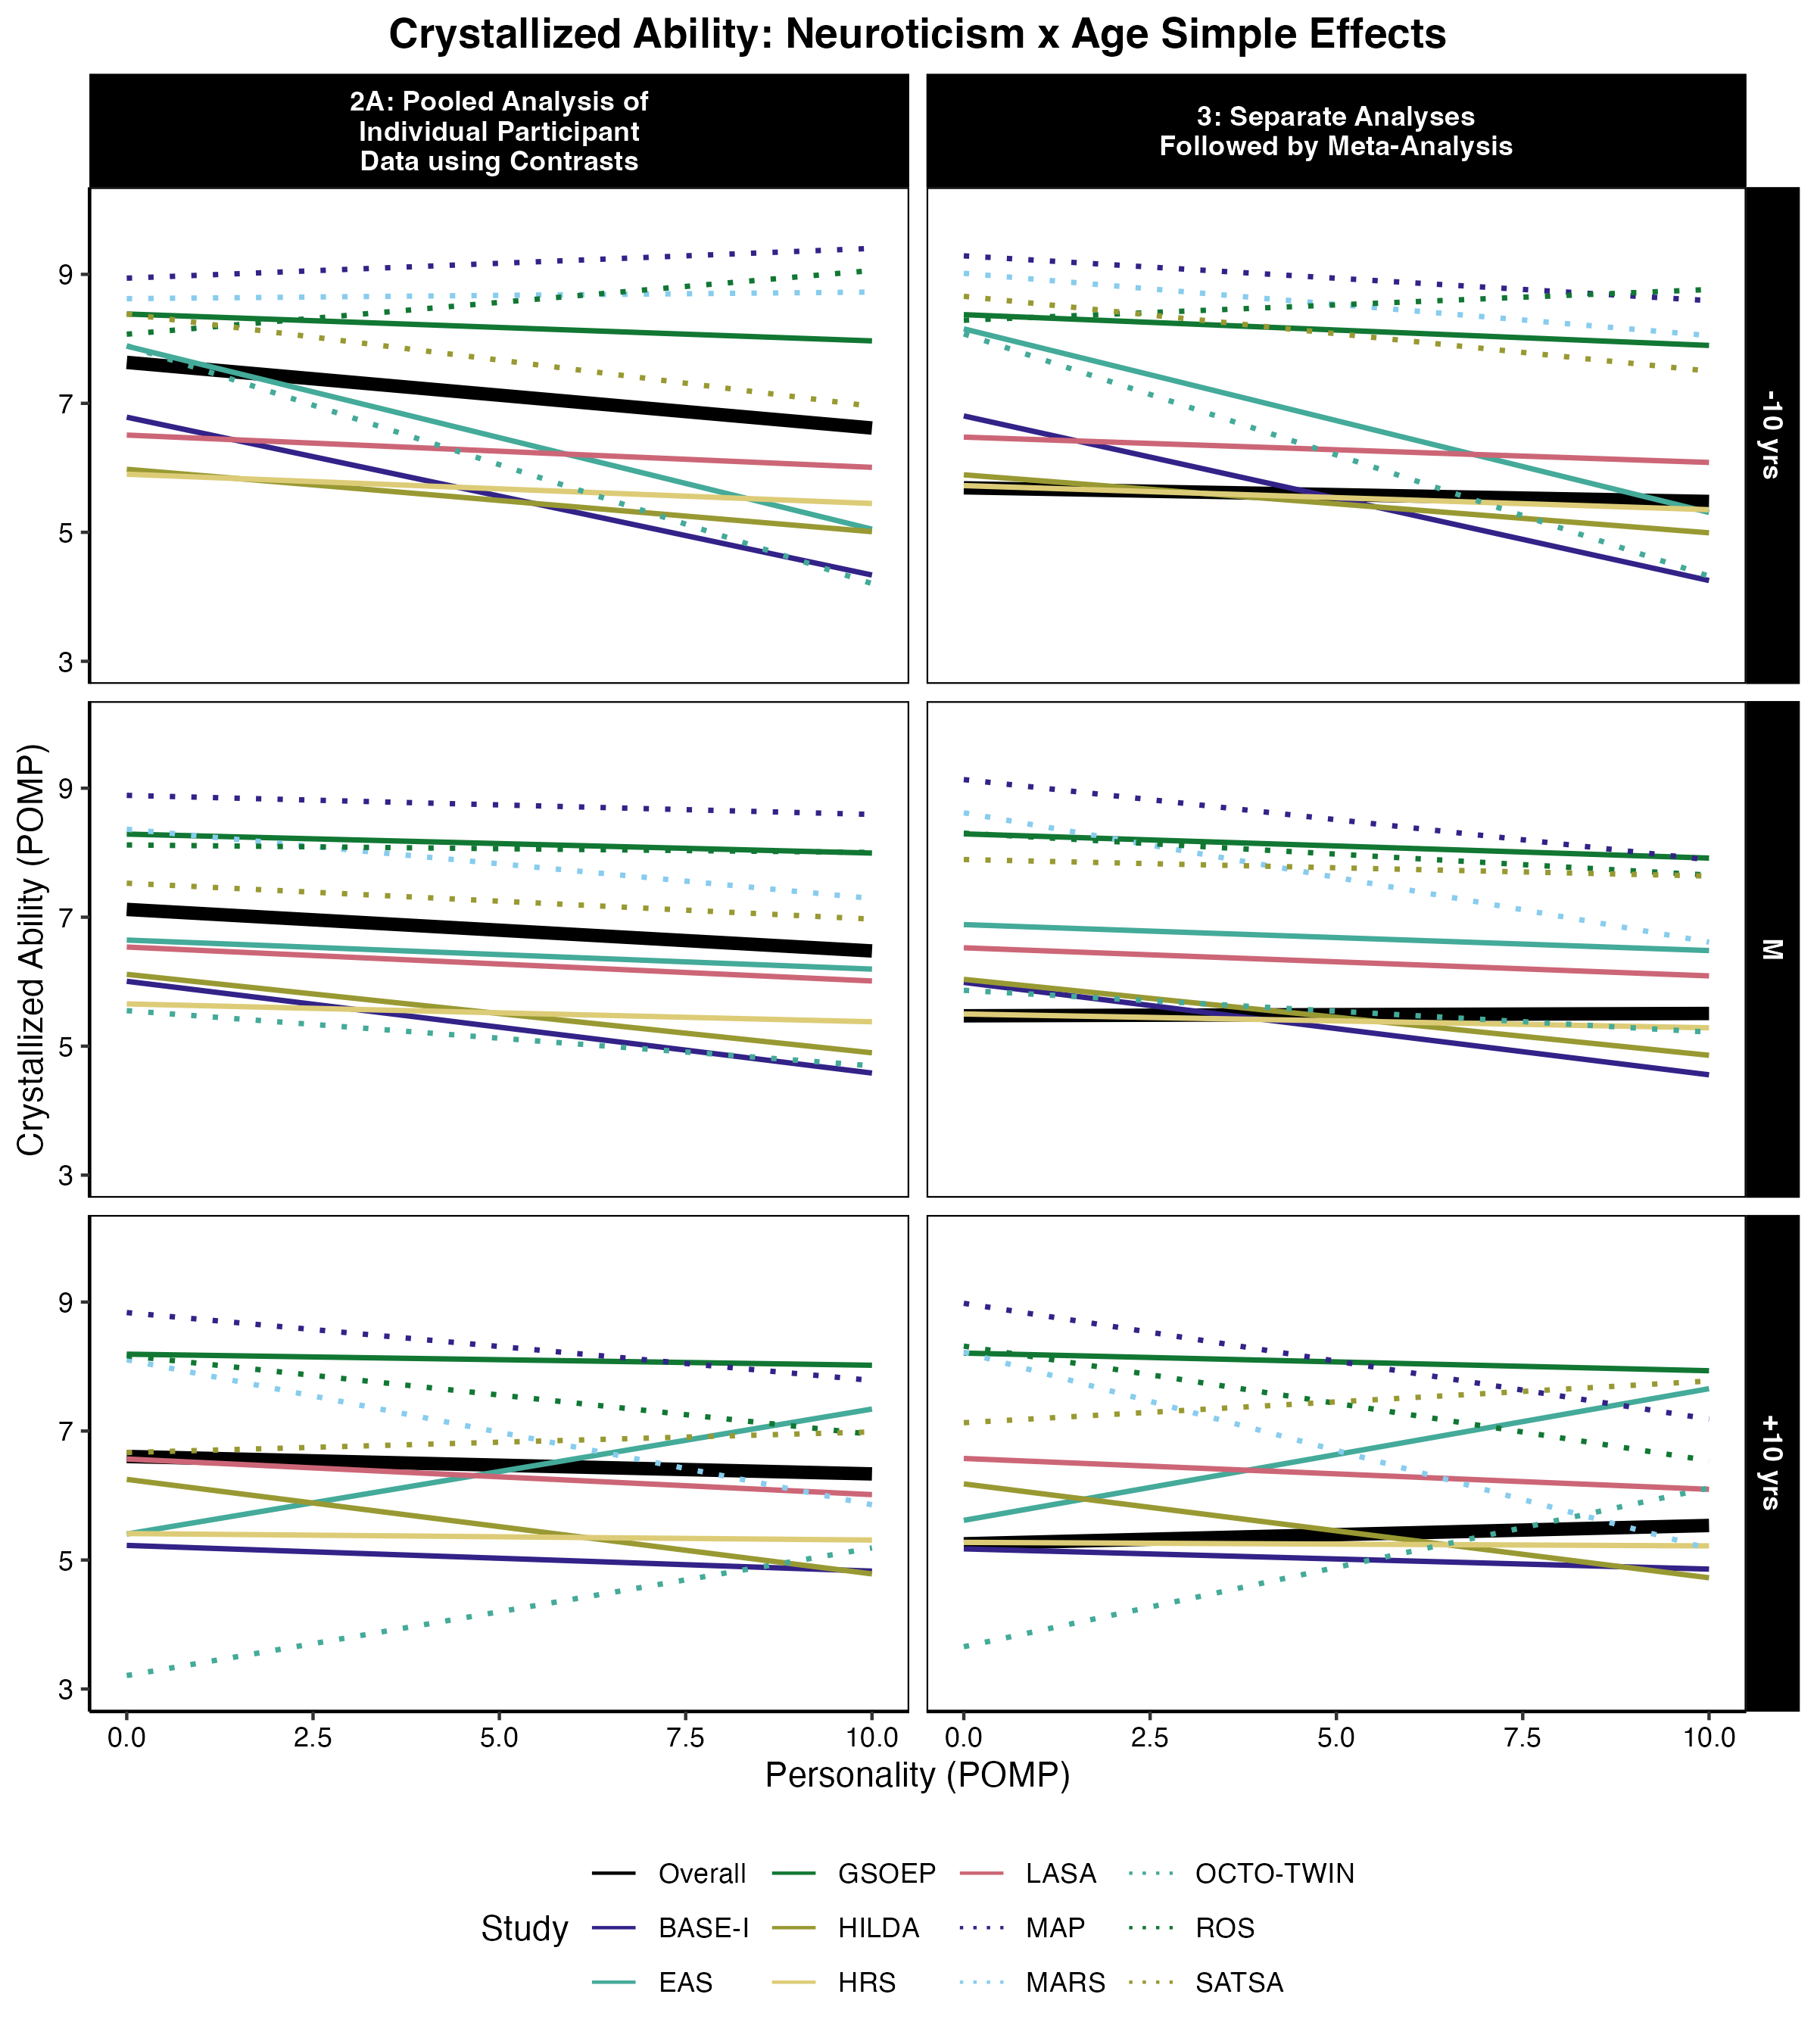 Crystallized Ability: Neuroticism x Age Simple Effects
2A: Pooled Analysis of
Individual Participant
Data using Contrasts
3: Separate Analyses
Followed by Meta-Analysis
9
7
5
3
-10 yrs
9
7
5
3
M
9
7
5
3
+10 yrs
Crystallized Ability (POMP)
0.0 2.5 5.0 7.5 10.0 0.0 2.5 5.0 7.5 10.0
Personality (POMP)
Study
Overall GSOEP LASA OCTO-TWIN
BASE-I HILDA MAP ROS
EAS HRS MARS SATSA